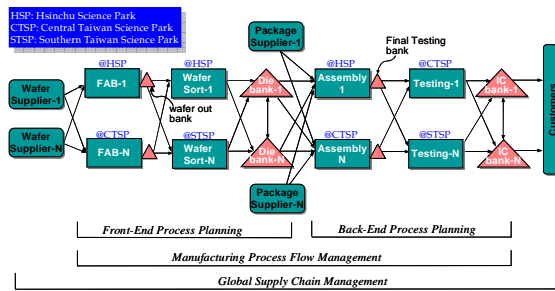 HSP: Hsinchu Science Park
CTSP: Central Taiwan Science Park
STSP: Southern Taiwan Science Park
Package
Supplier-1
Final Testing
bank
@HSP
@HSP
@HSP
@CTSP
Wafer
Supplier-1
FAB-1
Wafer
Sort-1
Die
bank-1
Assembly
1
Testing-1
IC
bank-1
wafer out
bank
Customers
@CTSP
@STSP
@CTSP
@STSP
Wafer
Supplier-N
FAB-N
Wafer
Sort-N
Die
bank-N
Assembly
N
Testing-N
IC
bank-N
Package
Supplier-N
Front-End Process Planning
Back-End Process Planning
Manufacturing Process Flow Management
Global Supply Chain Management